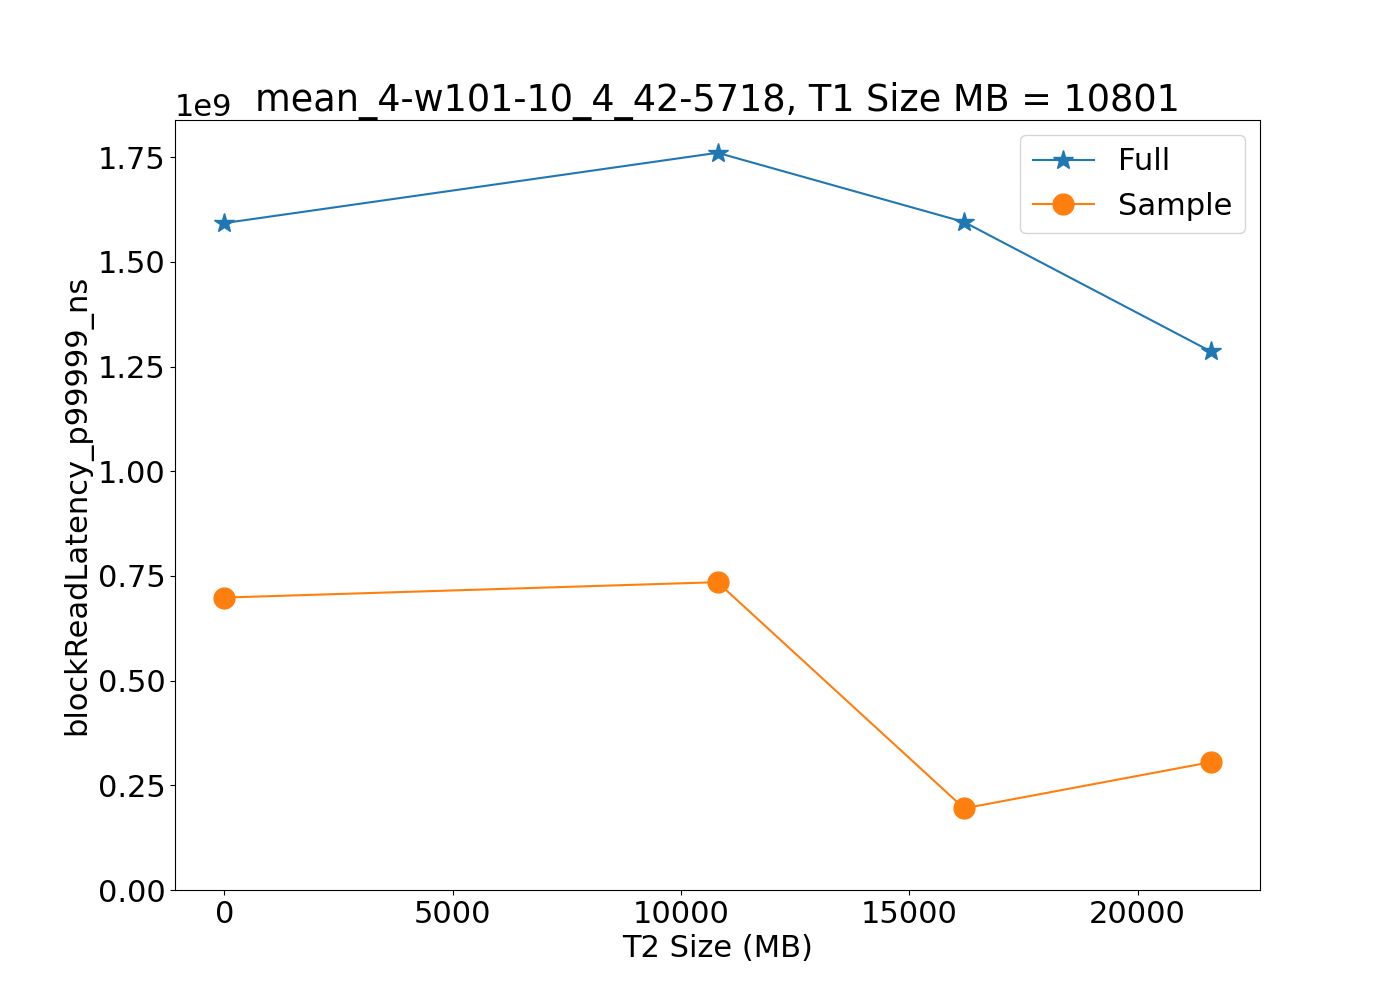 1e9
mean_4-w101-10_4_42-5718, T1 Size MB = 10801
Full
Sample
1.75
1.50
1.25
1.00
0.75
0.50
0.25
0.00
blockReadLatency_p99999_ns
0 5000 10000 15000 20000
T2 Size (MB)